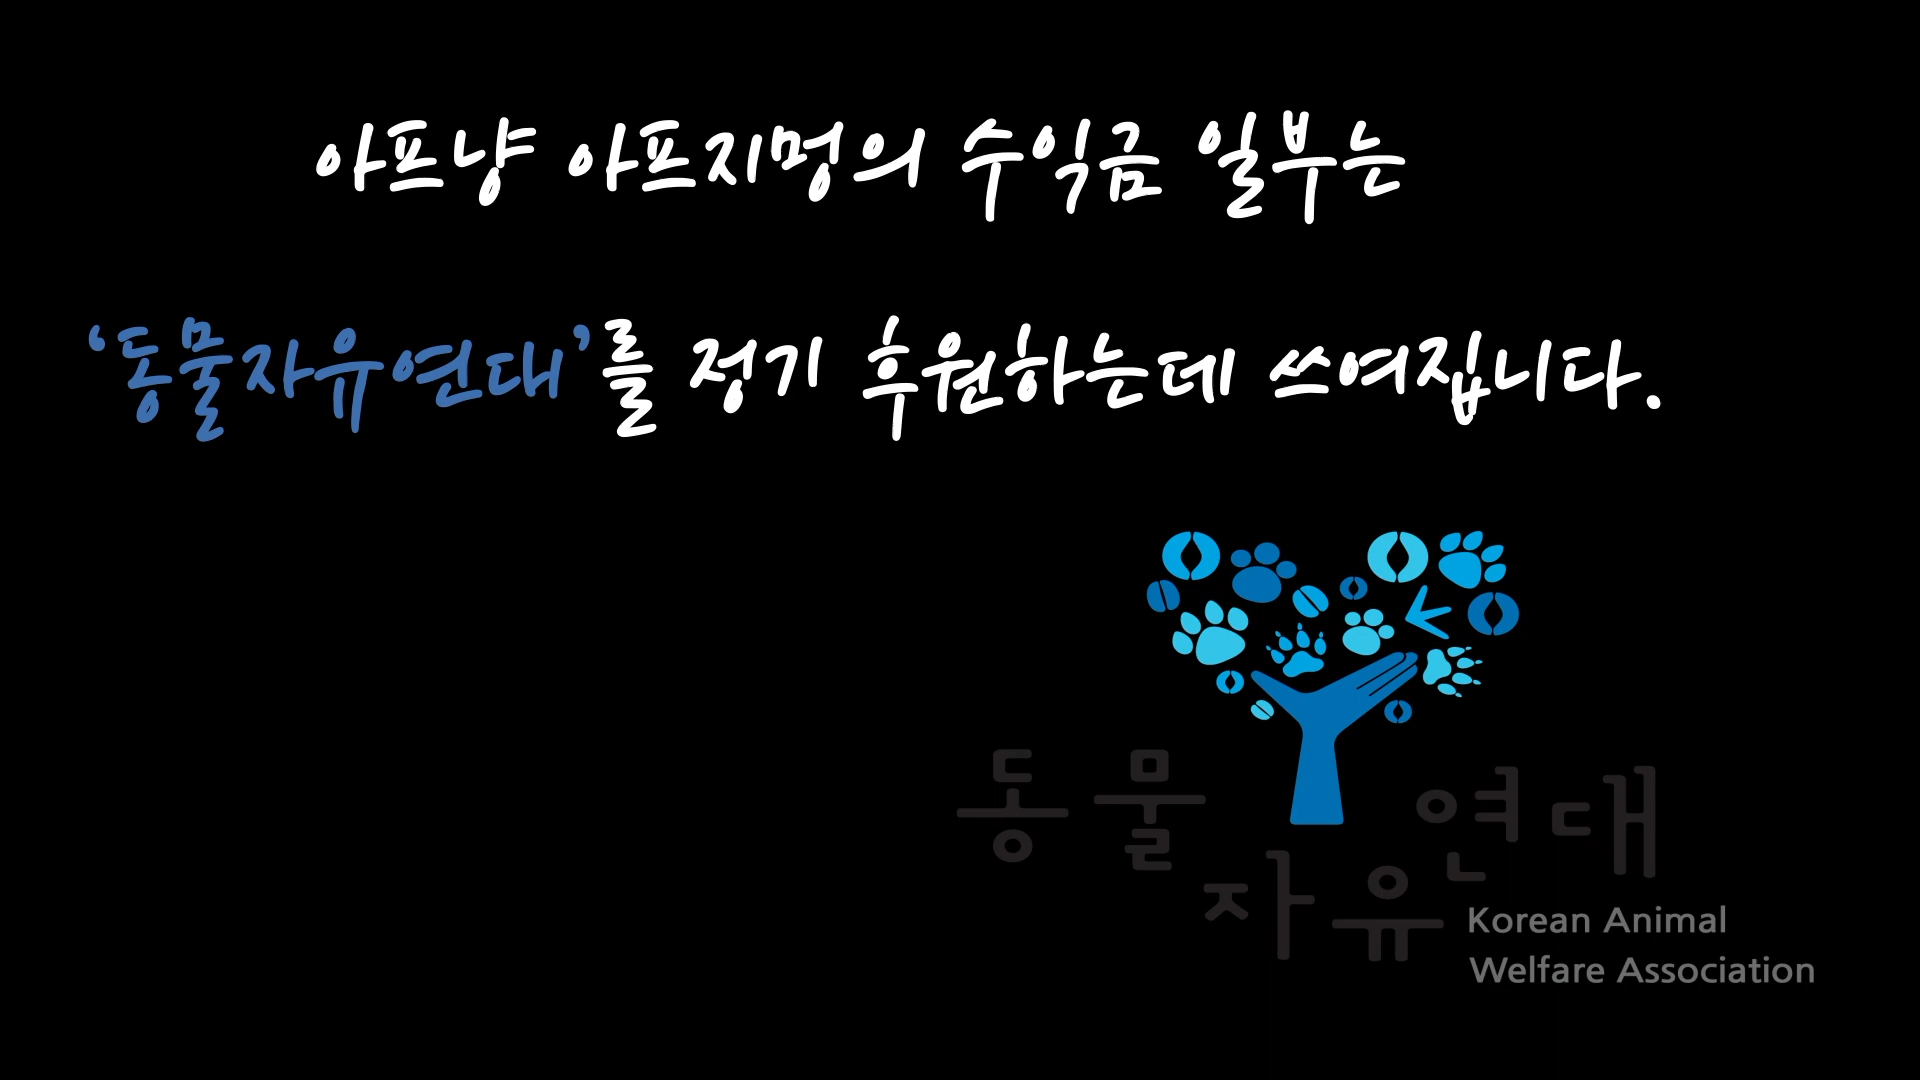 아프냥 아프지멍의 수익금 일부는
‘동물자유연대’를 정기 후원하는데 쓰여집니다.
동물
자유
연대
Korean Animal
Welfare Association